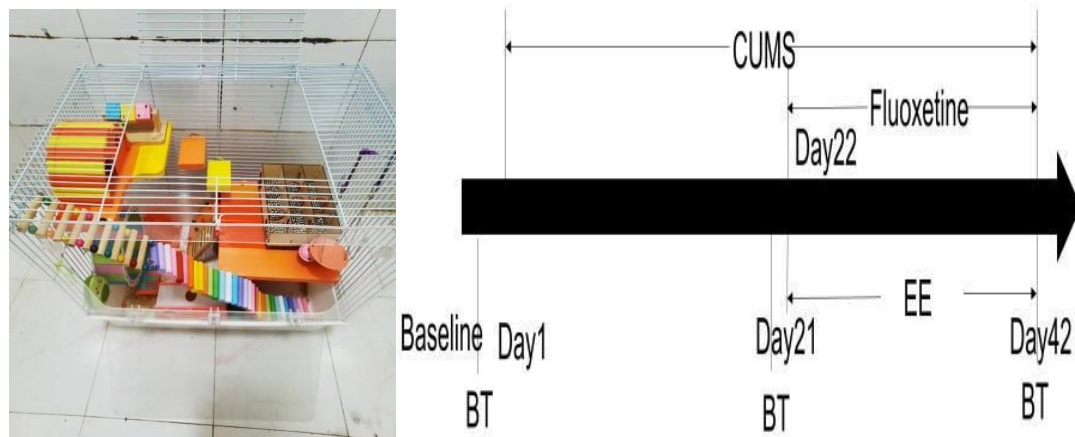 CUMS
Fluoxetine
Day22
EE
Baseline
Day1
Day21
Day42
BT
BT
BT